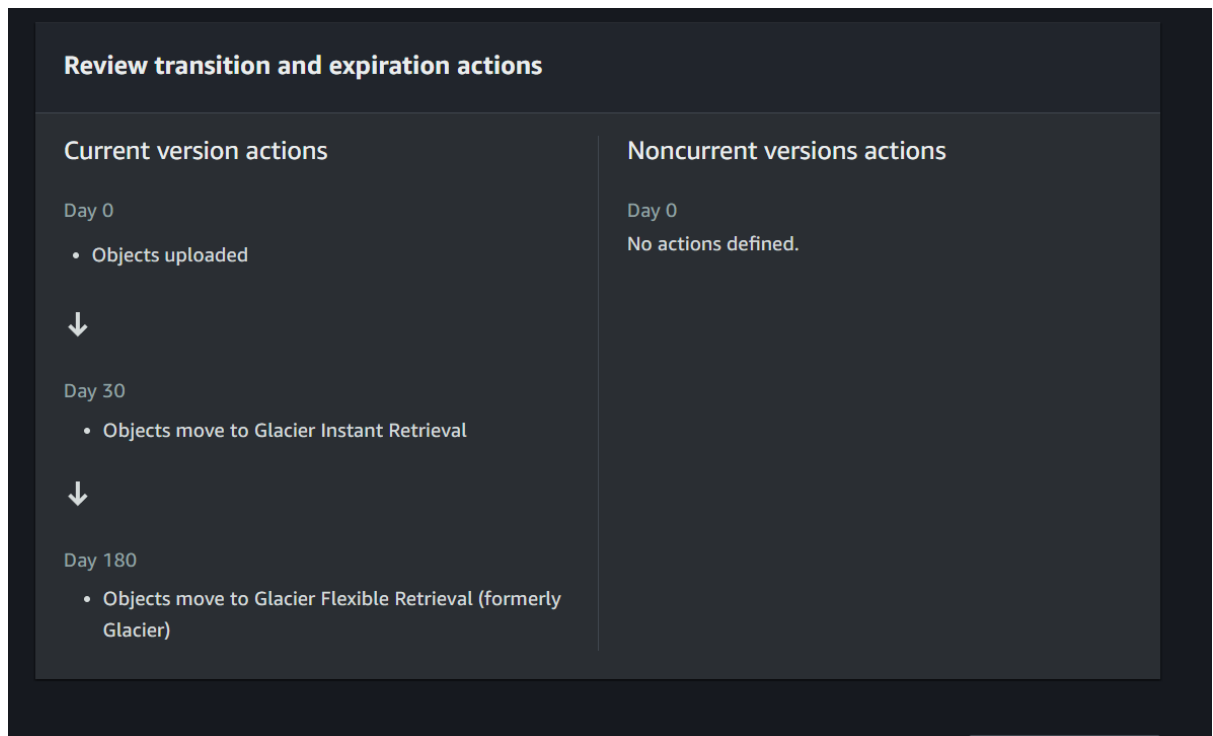 Review transition and expiration actions
Current version actions
Day 0
• Objects uploaded
↓
Day 30
• Objects move to Glacier Instant Retrieval
↓
Day 180
• Objects move to Glacier Flexible Retrieval (formerly
Glacier)
Noncurrent versions actions
Day 0
No actions defined.